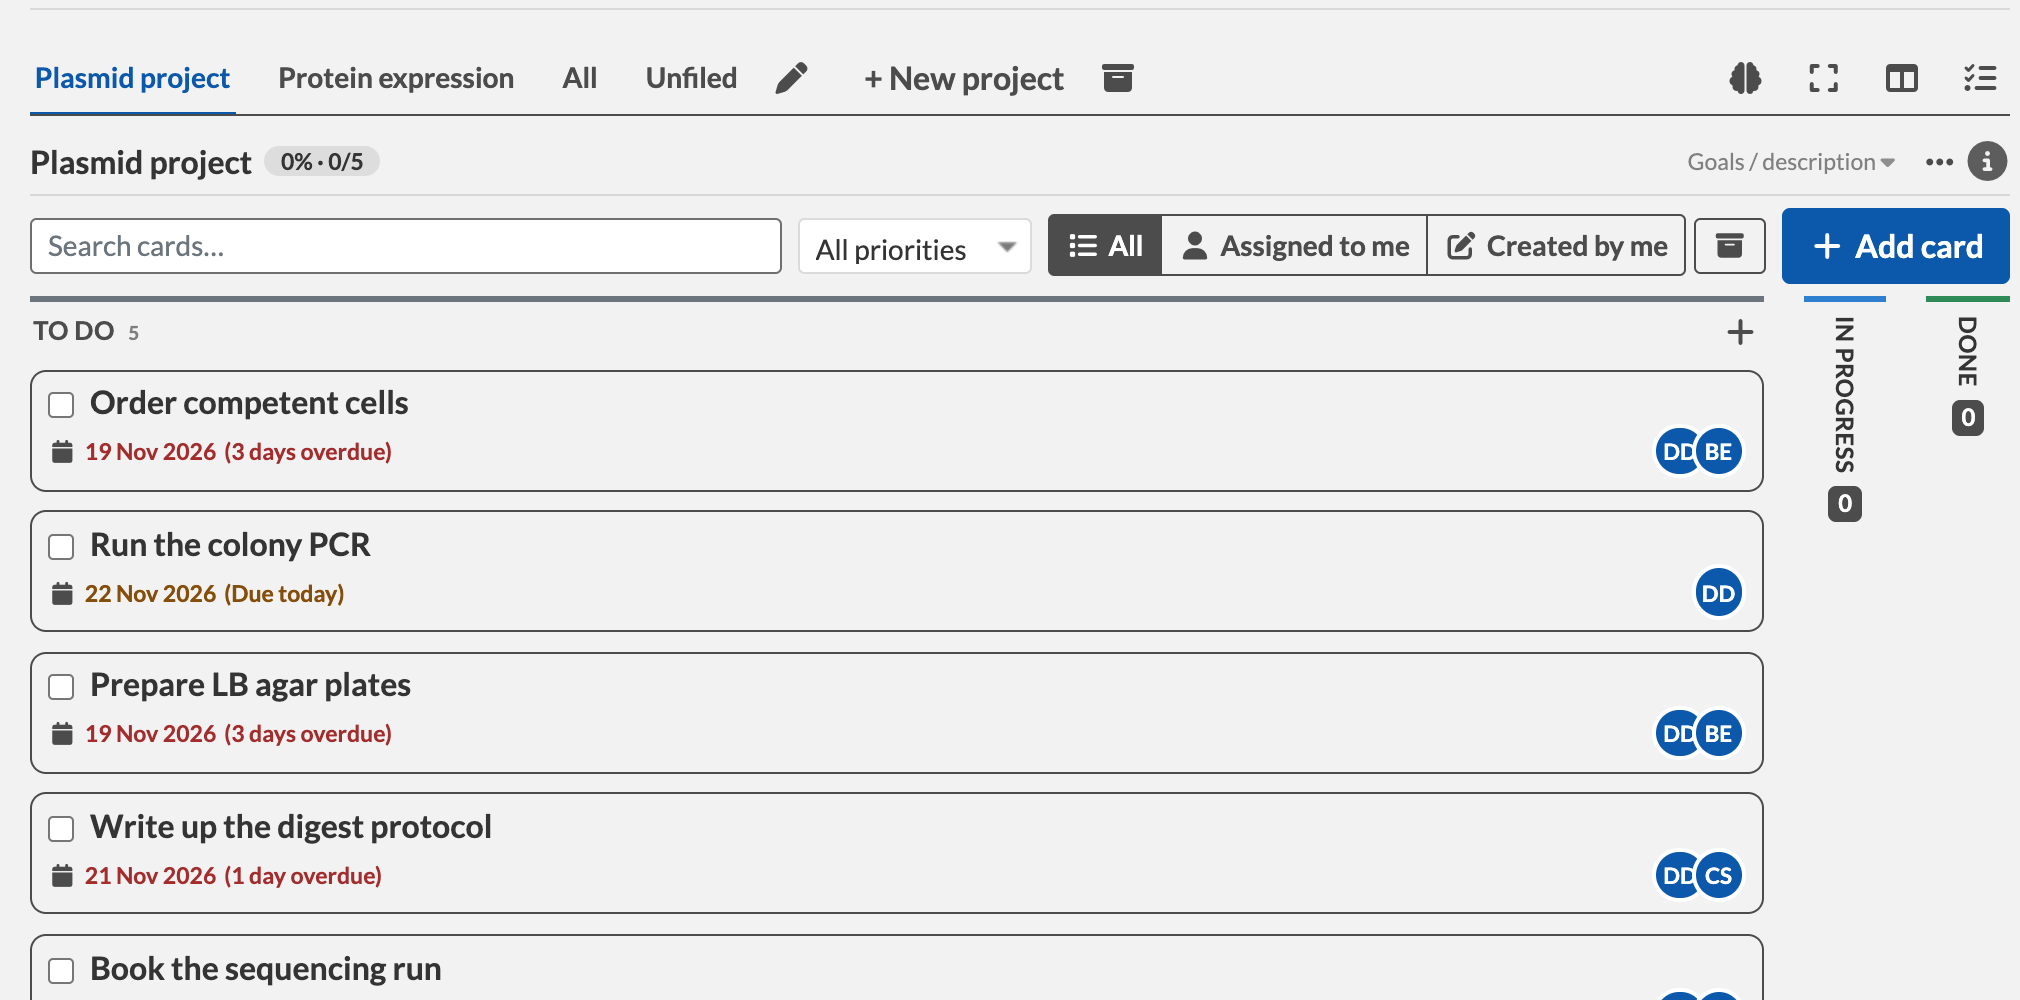 Plasmid project Protein expression All Unfiled + New project
Plasmid project 0% · 0/5 Goals / description
Search cards... All priorities All Assigned to me Created by me + Add card
TO DO 5
IN PROGRESS 0
DONE 0
Order competent cells
19 Nov 2026 (3 days overdue) DD BE
Run the colony PCR
22 Nov 2026 (Due today) DD
Prepare LB agar plates
19 Nov 2026 (3 days overdue) DD BE
Write up the digest protocol
21 Nov 2026 (1 day overdue) DD CS
Book the sequencing run